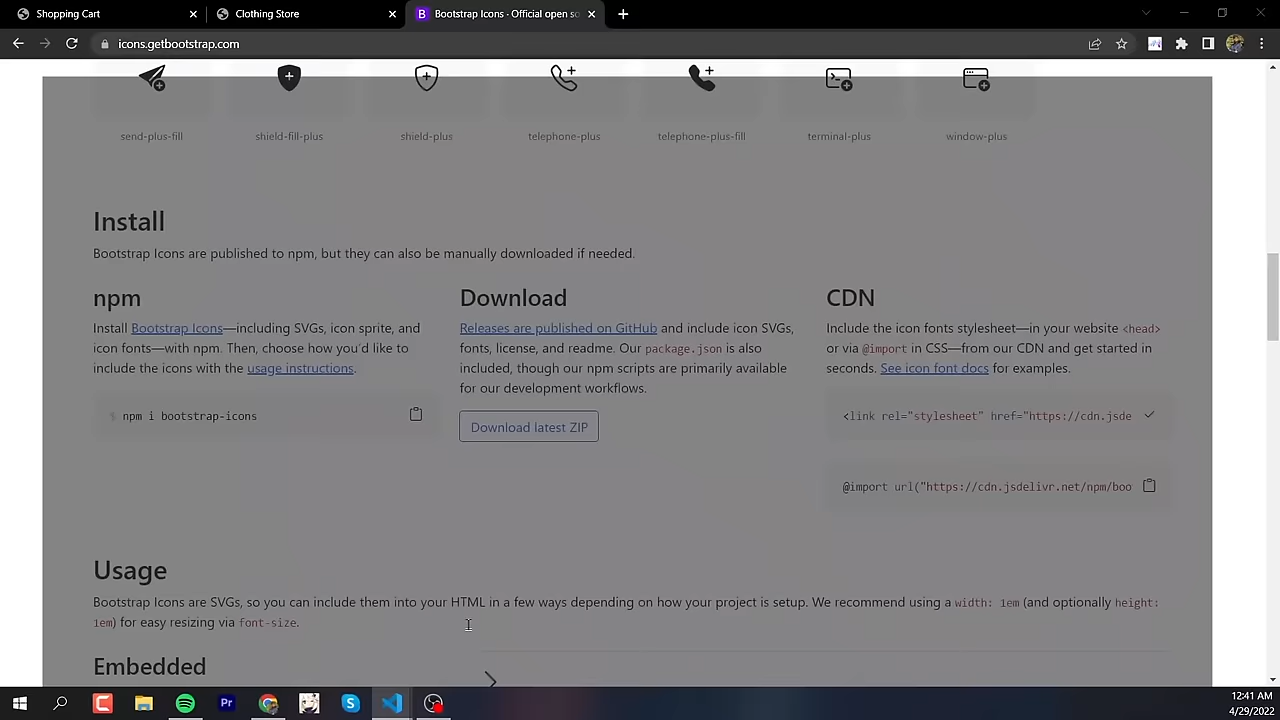 Shopping Cart
Clothing Store
Bootstrap Icons - Official open so
icons.getbootstrap.com
send-plus-fill
shield-fill-plus
shield-plus
telephone-plus
telephone-plus-fill
terminal-plus
window-plus
Install
Bootstrap Icons are published to npm, but they can also be manually downloaded if needed.
npm
Install Bootstrap Icons—including SVGs, icon sprite, and
icon fonts—with npm. Then, choose how you'd like to
include the icons with the usage instructions.
$ npm i bootstrap-icons
Download
Releases are published on GitHub and include icon SVGs,
fonts, license, and readme. Our package.json is also
included, though our npm scripts are primarily available
for our development workflows.
Download latest ZIP
CDN
Include the icon fonts stylesheet—in your website <head>
or via @import in CSS—from our CDN and get started in
seconds. See icon font docs for examples.
<link rel="stylesheet" href="https://cdn.jsde
@import url("https://cdn.jsdelivr.net/npm/boo
Usage
Bootstrap Icons are SVGs, so you can include them into your HTML in a few ways depending on how your project is setup. We recommend using a width: 1em (and optionally height:
1em) for easy resizing via font-size.
Embedded
12:41 AM
4/29/2022